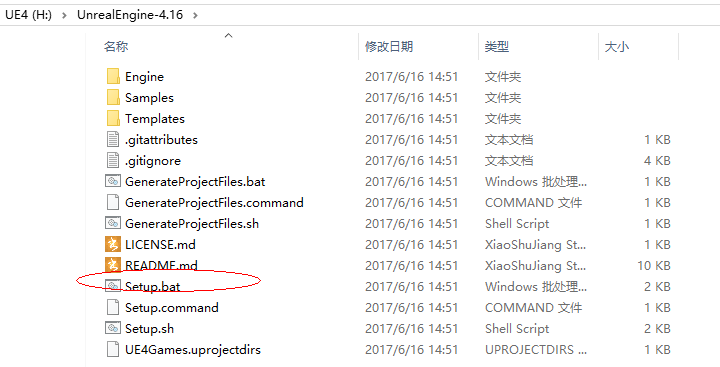 UE4 (H:) > UnrealEngine-4.16 >
名称 修改日期 类型 大小
Engine 2017/6/16 14:51 文件夹
Samples 2017/6/16 14:51 文件夹
Templates 2017/6/16 14:51 文件夹
.gitattributes 2017/6/16 14:51 文本文档 1 KB
.gitignore 2017/6/16 14:51 文本文档 4 KB
GenerateProjectFiles.bat 2017/6/16 14:51 Windows 批处理... 1 KB
GenerateProjectFiles.command 2017/6/16 14:51 COMMAND 文件 1 KB
GenerateProjectFiles.sh 2017/6/16 14:51 Shell Script 1 KB
LICENSE.md 2017/6/16 14:51 XiaoShuJiang St... 1 KB
README.md 2017/6/16 14:51 XiaoShuJiang St... 10 KB
Setup.bat 2017/6/16 14:51 Windows 批处理... 2 KB
Setup.command 2017/6/16 14:51 COMMAND 文件 1 KB
Setup.sh 2017/6/16 14:51 Shell Script 2 KB
UE4Games.uprojectdirs 2017/6/16 14:51 UPROJECTDIRS ... 1 KB